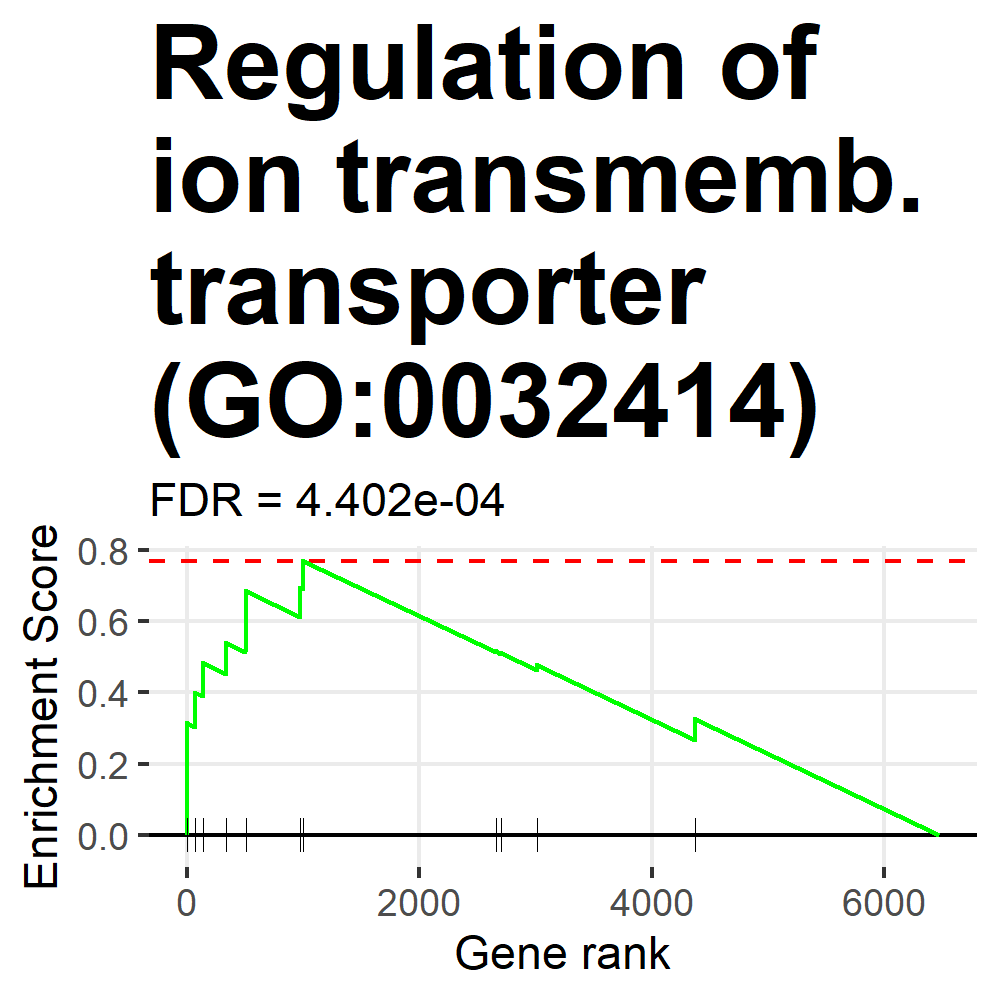 Regulation of
ion transmemb.
transporter
(GO:0032414)
FDR = 4.402e-04
Enrichment Score
0.8
0.6
0.4
0.2
0.0
0 2000 4000 6000
Gene rank